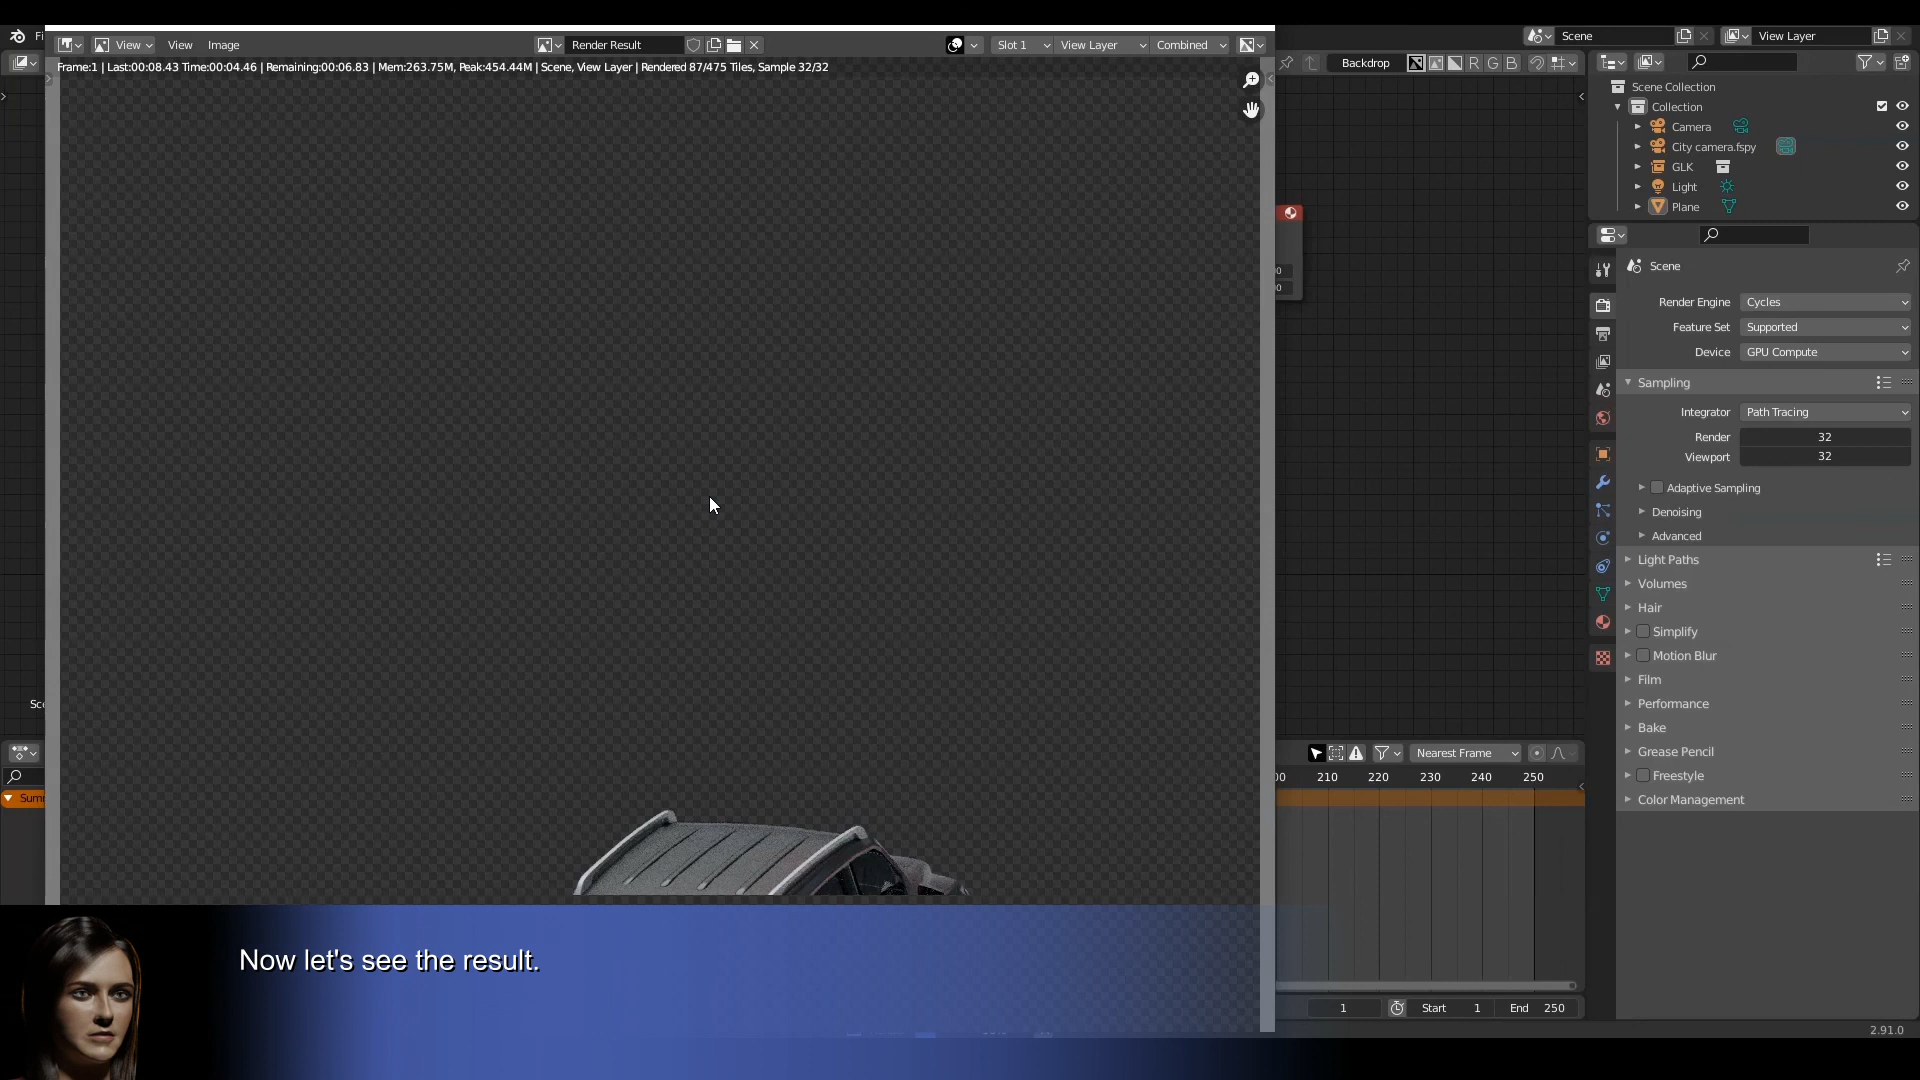 Fi
View
View
Image
Render Result
Slot 1
View Layer
Combined
Scene
View Layer
Frame:1 | Last:00:08.43 Time:00:04.46 | Remaining:00:06.83 | Mem:263.75M, Peak:454.44M | Scene, View Layer | Rendered 87/475 Tiles, Sample 32/32
Backdrop
R G B
Scene Collection
Collection
Camera
City camera.fspy
GLK
Light
Plane
Scene
Render Engine
Cycles
Feature Set
Supported
Device
GPU Compute
Sampling
Integrator
Path Tracing
Render
32
Viewport
32
Adaptive Sampling
Denoising
Advanced
Light Paths
Volumes
Hair
Simplify
Motion Blur
Film
Performance
Bake
Grease Pencil
Freestyle
Color Management
Sce
Nearest Frame
00 210 220 230 240 250
Sum
1
Start 1
End 250
2.91.0
Now let's see the result.